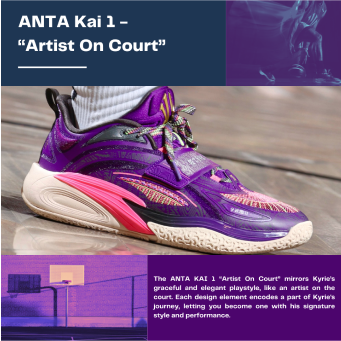 ANTA Kai 1 -
“Artist On Court”
The ANTA KAI 1 “Artist On Court” mirrors Kyrie's
graceful and elegant playstyle, like an artist on the
court. Each design element encodes a part of Kyrie's
journey, letting you become one with his signature
style and performance.